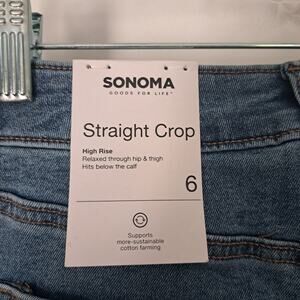 SONOMA
GOODS FOR LIFE
Straight Crop
High Rise
Relaxed through hip & thigh
Hits below the calf
6
Supports
more-sustainable
cotton farming